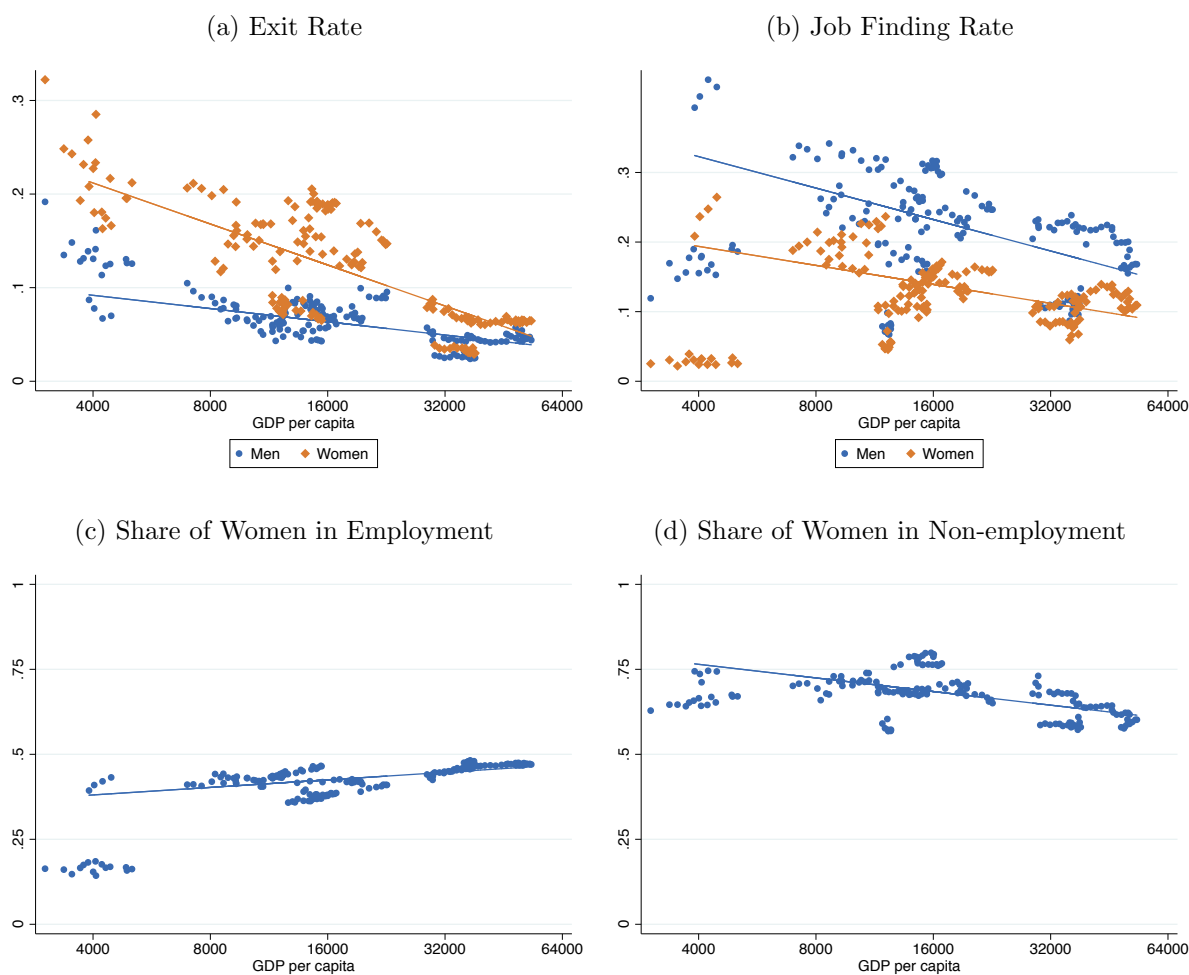 (a) Exit Rate
.3
.2
.1
0
4000 8000 16000 32000 64000
GDP per capita
Men Women
(b) Job Finding Rate
.3
.2
.1
0
4000 8000 16000 32000 64000
GDP per capita
Men Women
(c) Share of Women in Employment
1
.75
.5
.25
0
4000 8000 16000 32000 64000
GDP per capita
(d) Share of Women in Non-employment
1
.75
.5
.25
0
4000 8000 16000 32000 64000
GDP per capita